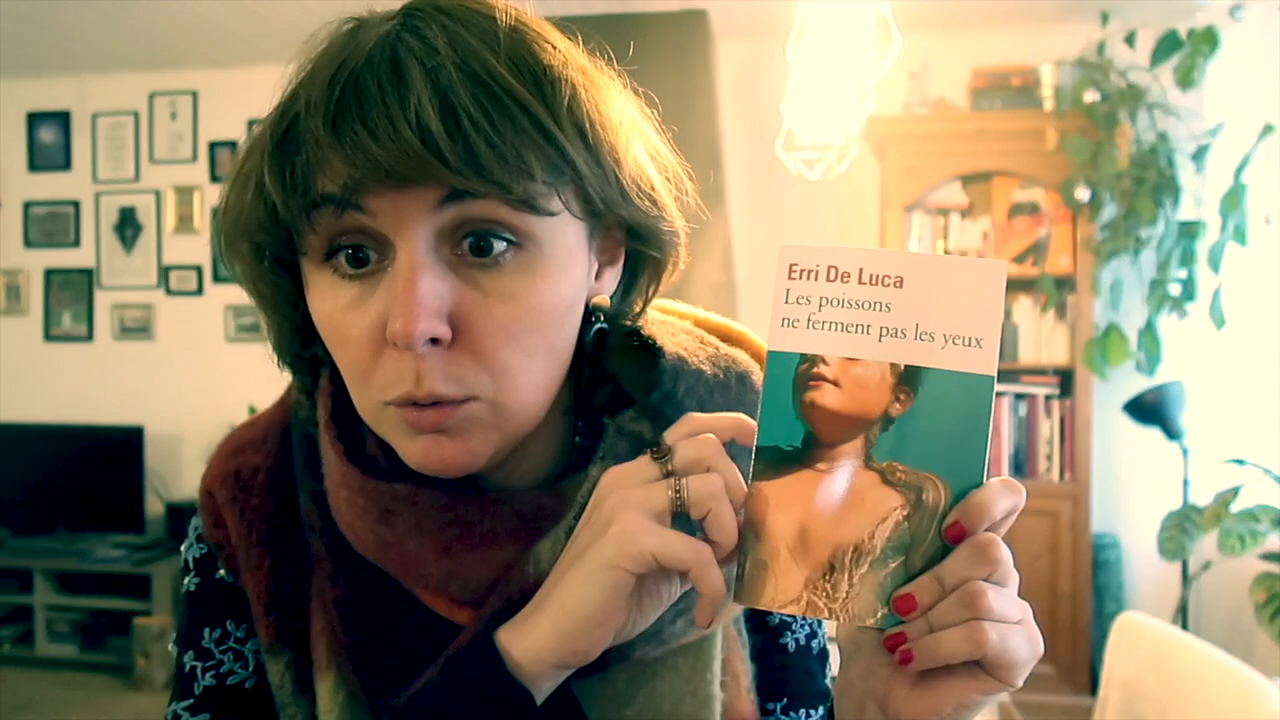 Erri De Luca
Les poissons
ne ferment pas les yeux